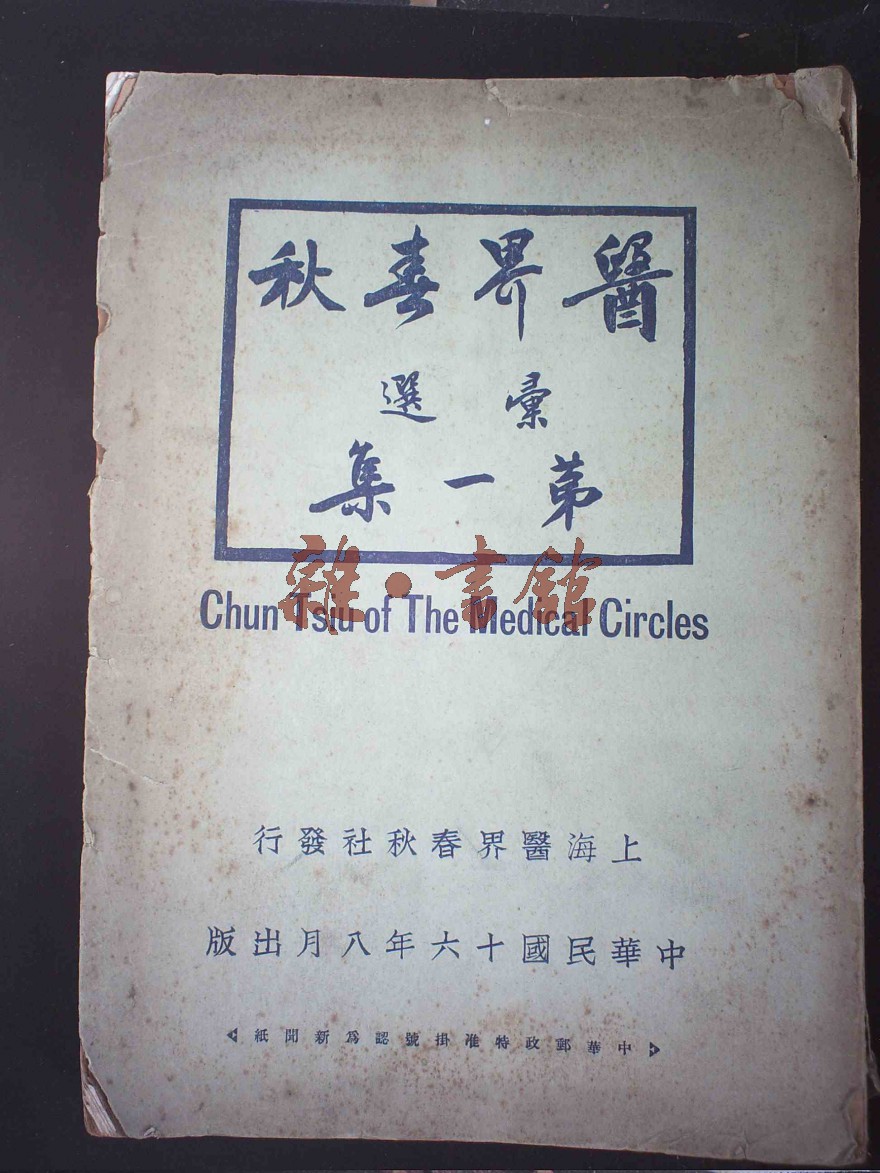 醫界春秋
彙選
第一集
雜·書館
Chun Tsiu of The Medical Circles
上海醫界春秋社發行
中華民國十六年八月出版
中華郵政特准掛號認爲新聞紙